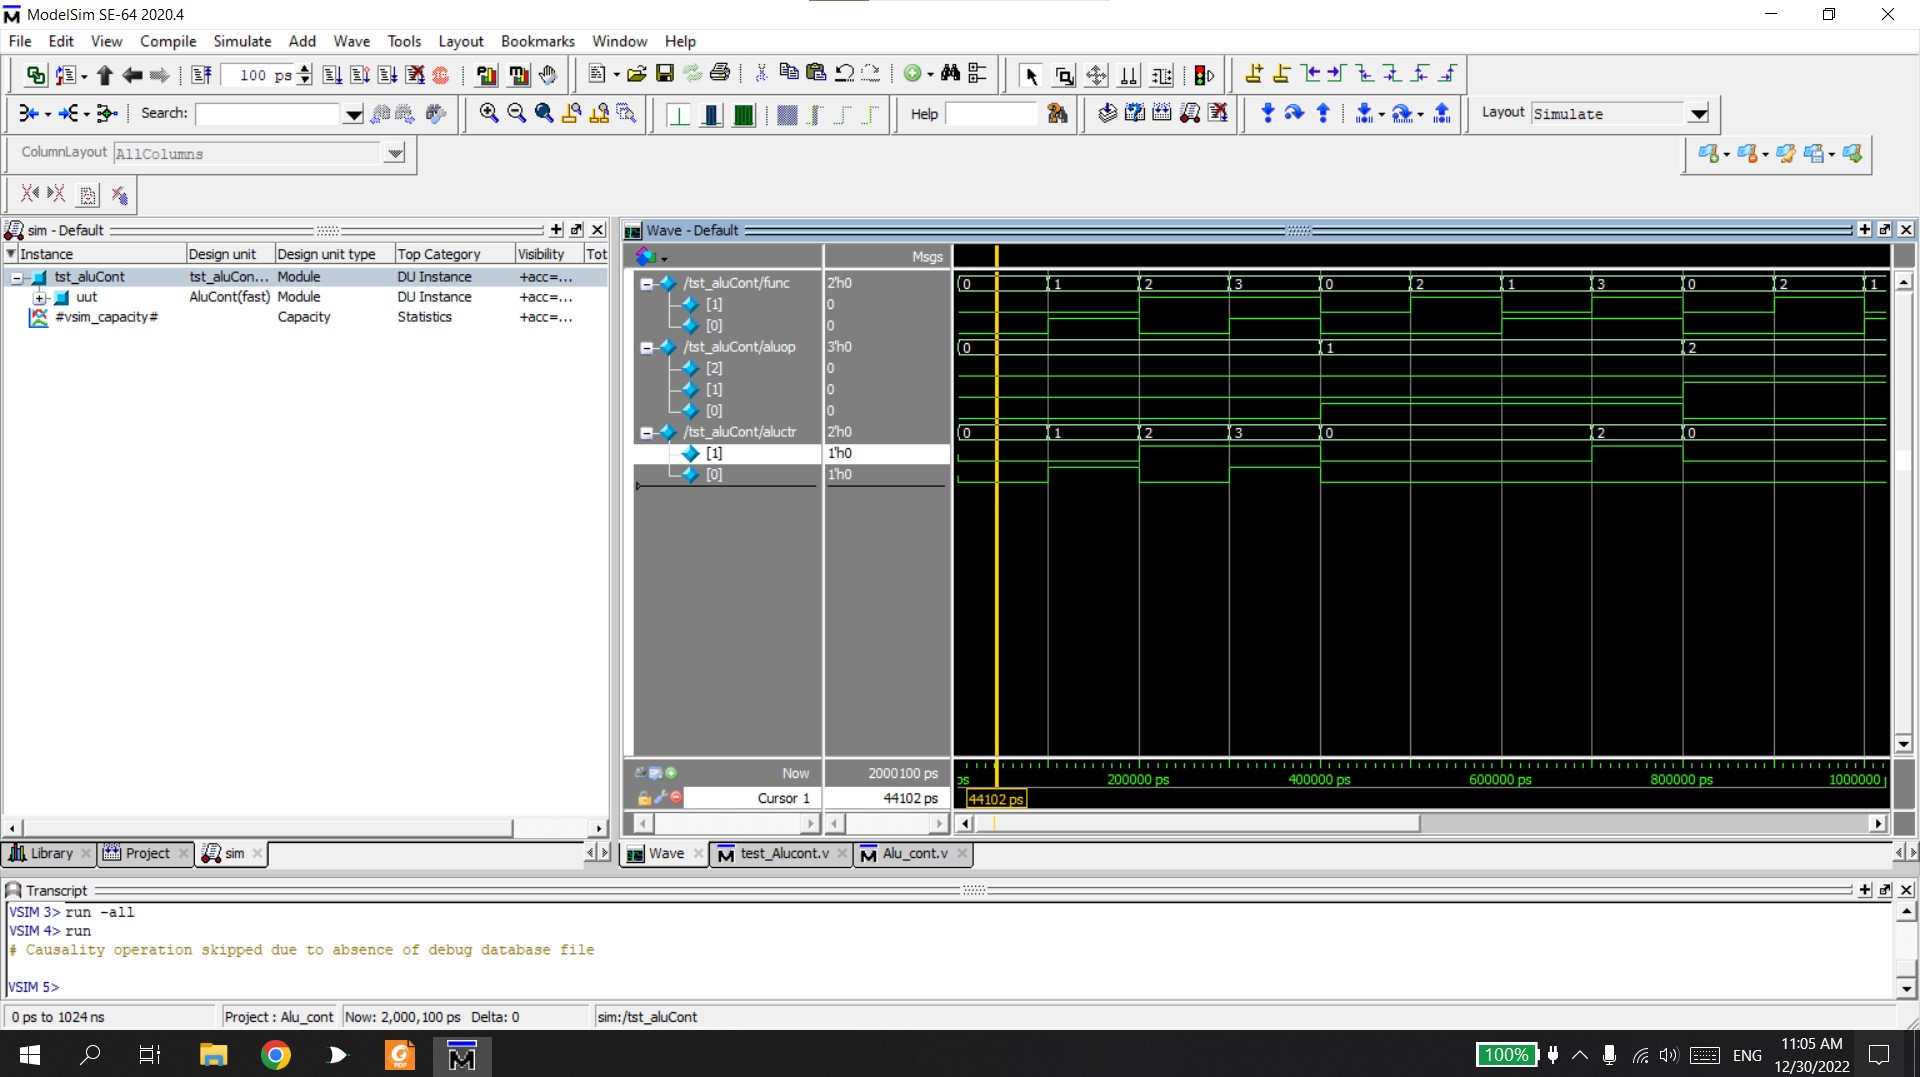 ModelSim SE-64 2020.4
File Edit View Compile Simulate Add Wave Tools Layout Bookmarks Window Help
100 ps
Search:
Help
Layout Simulate
ColumnLayout AllColumns
sim - Default
Instance Design unit Design unit type Top Category Visibility Tot
tst_aluCont tst_aluCon... Module DU Instance +acc=...
uut AluCont(fast) Module DU Instance +acc=...
#vsim_capacity# Capacity Statistics +acc=...
Wave - Default
Msgs
/tst_aluCont/func 2'h0 0 1 2 3 0 2 1 3 0 2 1
[1] 0
[0] 0
/tst_aluCont/aluop 3'h0 0 1 2
[2] 0
[1] 0
[0] 0
/tst_aluCont/aluctr 2'h0 0 1 2 3 0 2 0
[1] 1'h0
[0] 1'h0
Now 2000100 ps ps 200000 ps 400000 ps 600000 ps 800000 ps 1000000
Cursor 1 44102 ps 44102 ps
Library Project sim
Wave test_Alucont.v Alu_cont.v
Transcript
VSIM 3> run -all
VSIM 4> run
# Causality operation skipped due to absence of debug database file
VSIM 5>
0 ps to 1024 ns Project : Alu_cont Now: 2,000,100 ps Delta: 0 sim:/tst_aluCont
100% ENG 11:05 AM
12/30/2022